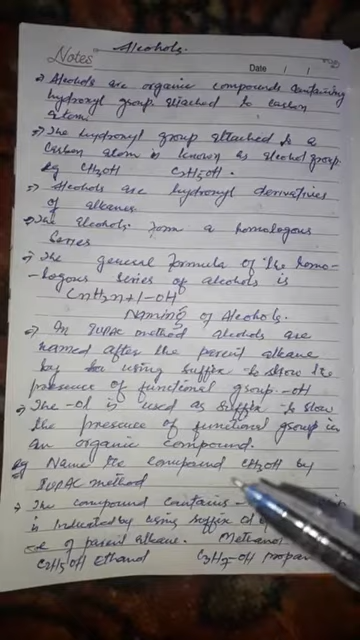 Alcohols.
Notes
Date / /
Alcohols are organic compounds containing
hydroxyl group attached to carbon
atom
The hydroxyl group attached to a
carbon atom is known as alcohol group.
eg CH3OH C2H5OH.
Alcohols are hydroxyl derivatives
of alkanes.
The alcohols form a homologous
series
The general formula of the homo-
-logous series of alcohols is
CnH2n+1-OH
Naming of Alcohols.
In IUPAC method alcohols are
named after the parent alkane
by using suffix to show the
presence of functional group. -OH
The -ol is used as suffix to show
the presence of functional group in
an organic compound.
eg Name the compound CH3OH by
IUPAC method
The compound contains -
is indicated by using suffix ol
of parent alkane. Methanol
C2H5OH Ethanol C3H7-OH propan